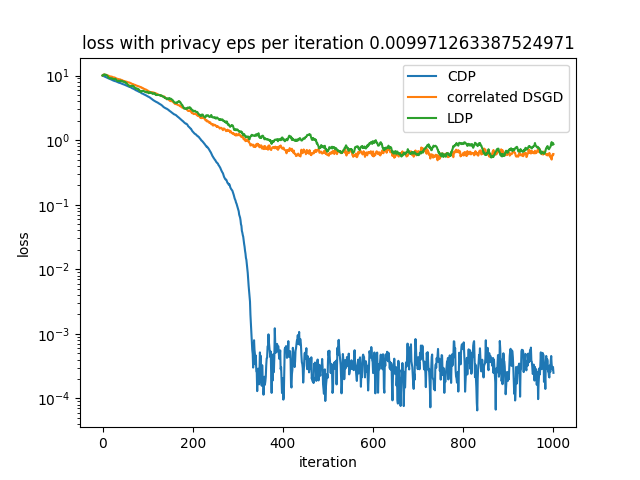 loss with privacy eps per iteration 0.009971263387524971
CDP
correlated DSGD
LDP
10¹
10⁰
10⁻¹
10⁻²
10⁻³
10⁻⁴
loss
0 200 400 600 800 1000
iteration